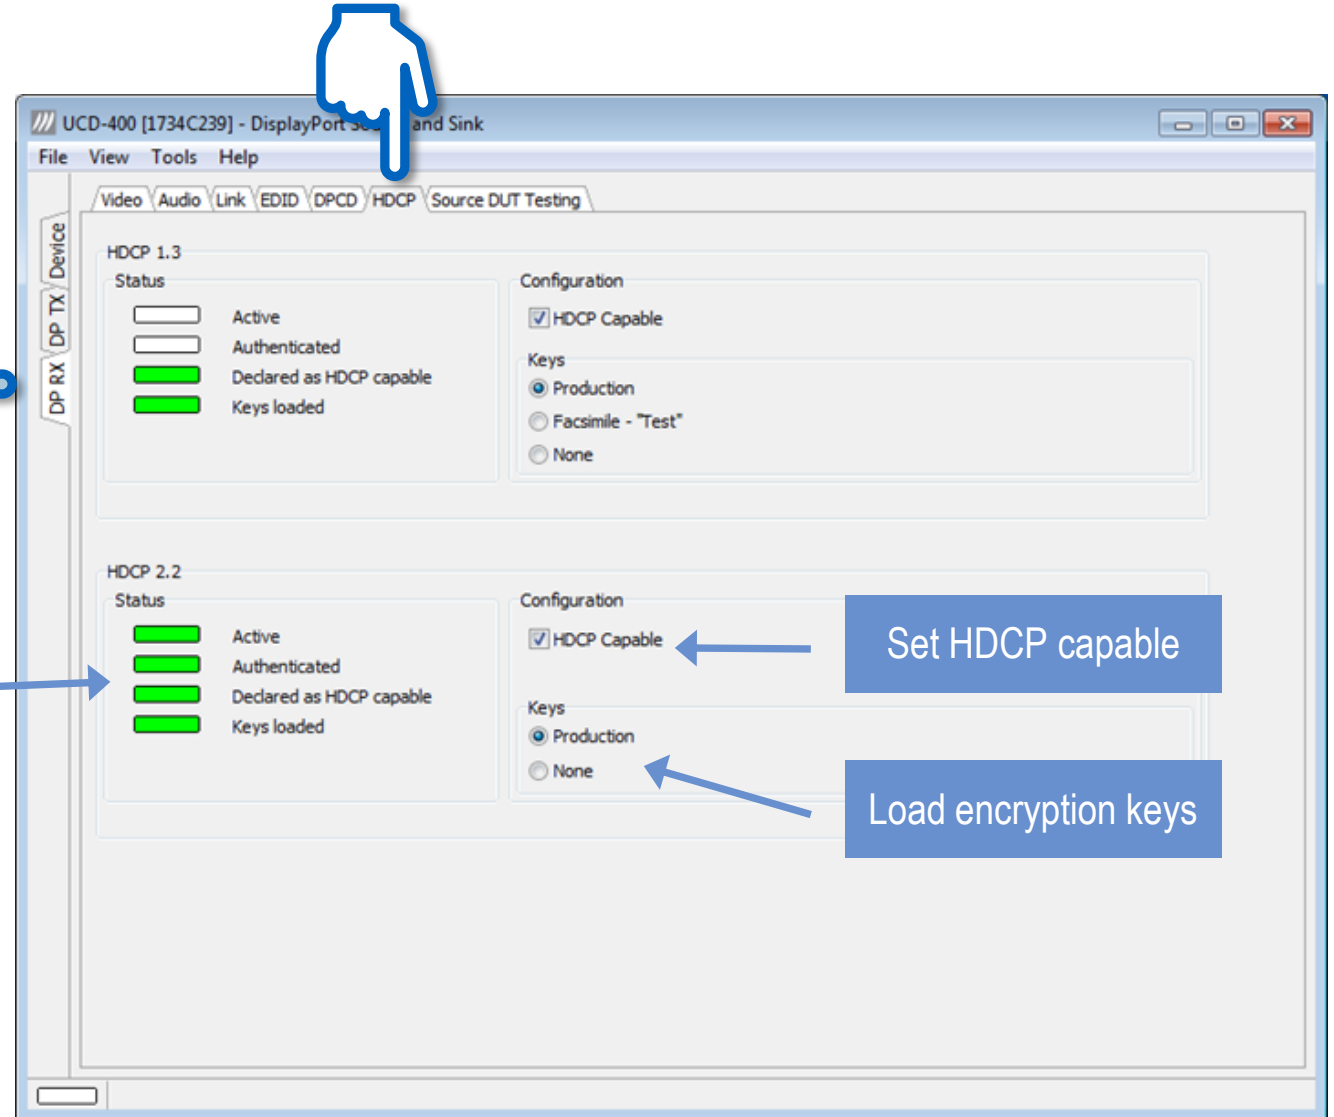 UCD-400 [1734C239] - DisplayPort and Sink
File View Tools Help
Video Audio Link EDID DPCD HDCP Source DUT Testing
Device
DP TX
DP RX
HDCP 1.3
Status
Active
Authenticated
Declared as HDCP capable
Keys loaded
Configuration
HDCP Capable
Keys
Production
Facsimile - "Test"
None
HDCP 2.2
Status
Active
Authenticated
Declared as HDCP capable
Keys loaded
Configuration
HDCP Capable
Keys
Production
None
Set HDCP capable
Load encryption keys